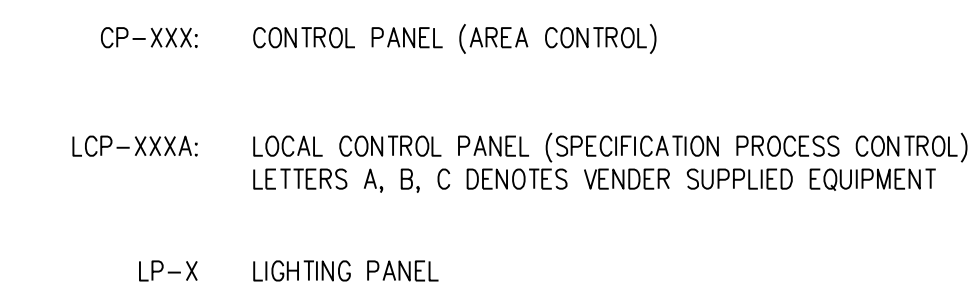 CP-XXX: CONTROL PANEL (AREA CONTROL)
LCP-XXXA: LOCAL CONTROL PANEL (SPECIFICATION PROCESS CONTROL)
LETTERS A, B, C DENOTES VENDER SUPPLIED EQUIPMENT
LP-X LIGHTING PANEL